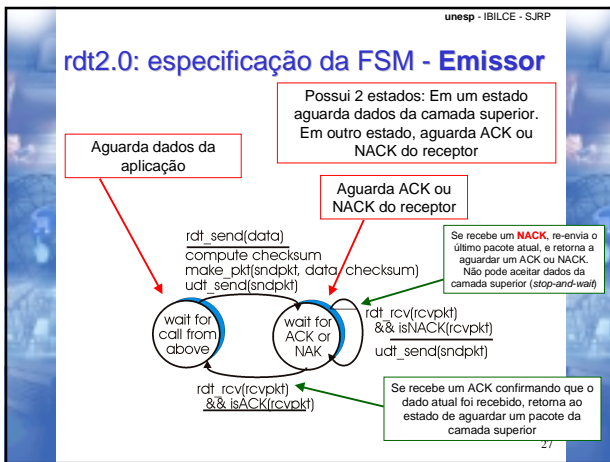 unesp - IBILCE - SJRP
rdt2.0: especificação da FSM - Emissor
Possui 2 estados: Em um estado
aguarda dados da camada superior.
Em outro estado, aguarda ACK ou
NACK do receptor
Aguarda dados da
aplicação
Aguarda ACK ou
NACK do receptor
rdt_send(data)
compute checksum
make_pkt(sndpkt, data, checksum)
udt_send(sndpkt)
Se recebe um NACK, re-envia o
último pacote atual, e retorna a
aguardar um ACK ou NACK.
Não pode aceitar dados da
camada superior (stop-and-wait)
wait for
call from
above
wait for
ACK or
NAK
rdt_rcv(rcvpkt)
&& isNACK(rcvpkt)
udt_send(sndpkt)
rdt_rcv(rcvpkt)
&& isACK(rcvpkt)
Se recebe um ACK confirmando que o
dado atual foi recebido, retorna ao
estado de aguardar um pacote da
camada superior
27